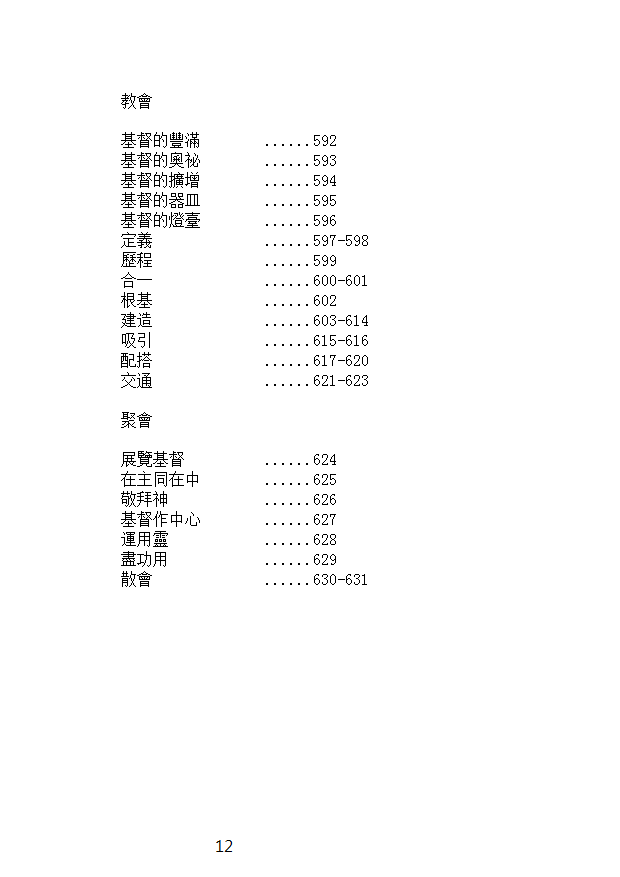 教會
基督的豐滿 ......592
基督的奧祕 ......593
基督的擴增 ......594
基督的器皿 ......595
基督的燈臺 ......596
定義 ......597-598
歷程 ......599
合一 ......600-601
根基 ......602
建造 ......603-614
吸引 ......615-616
配搭 ......617-620
交通 ......621-623
聚會
展覽基督 ......624
在主同在中 ......625
敬拜神 ......626
基督作中心 ......627
運用靈 ......628
盡功用 ......629
散會 ......630-631
12